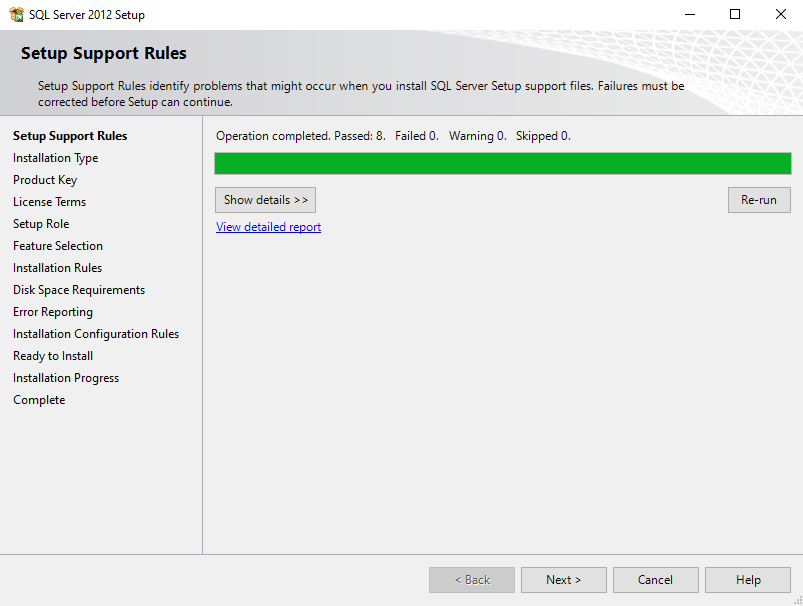 SQL Server 2012 Setup
Setup Support Rules
Setup Support Rules identify problems that might occur when you install SQL Server Setup support files. Failures must be
corrected before Setup can continue.
Setup Support Rules
Installation Type
Product Key
License Terms
Setup Role
Feature Selection
Installation Rules
Disk Space Requirements
Error Reporting
Installation Configuration Rules
Ready to Install
Installation Progress
Complete
Operation completed. Passed: 8.   Failed 0.   Warning 0.   Skipped 0.
Show details >>
Re-run
View detailed report
< Back
Next >
Cancel
Help